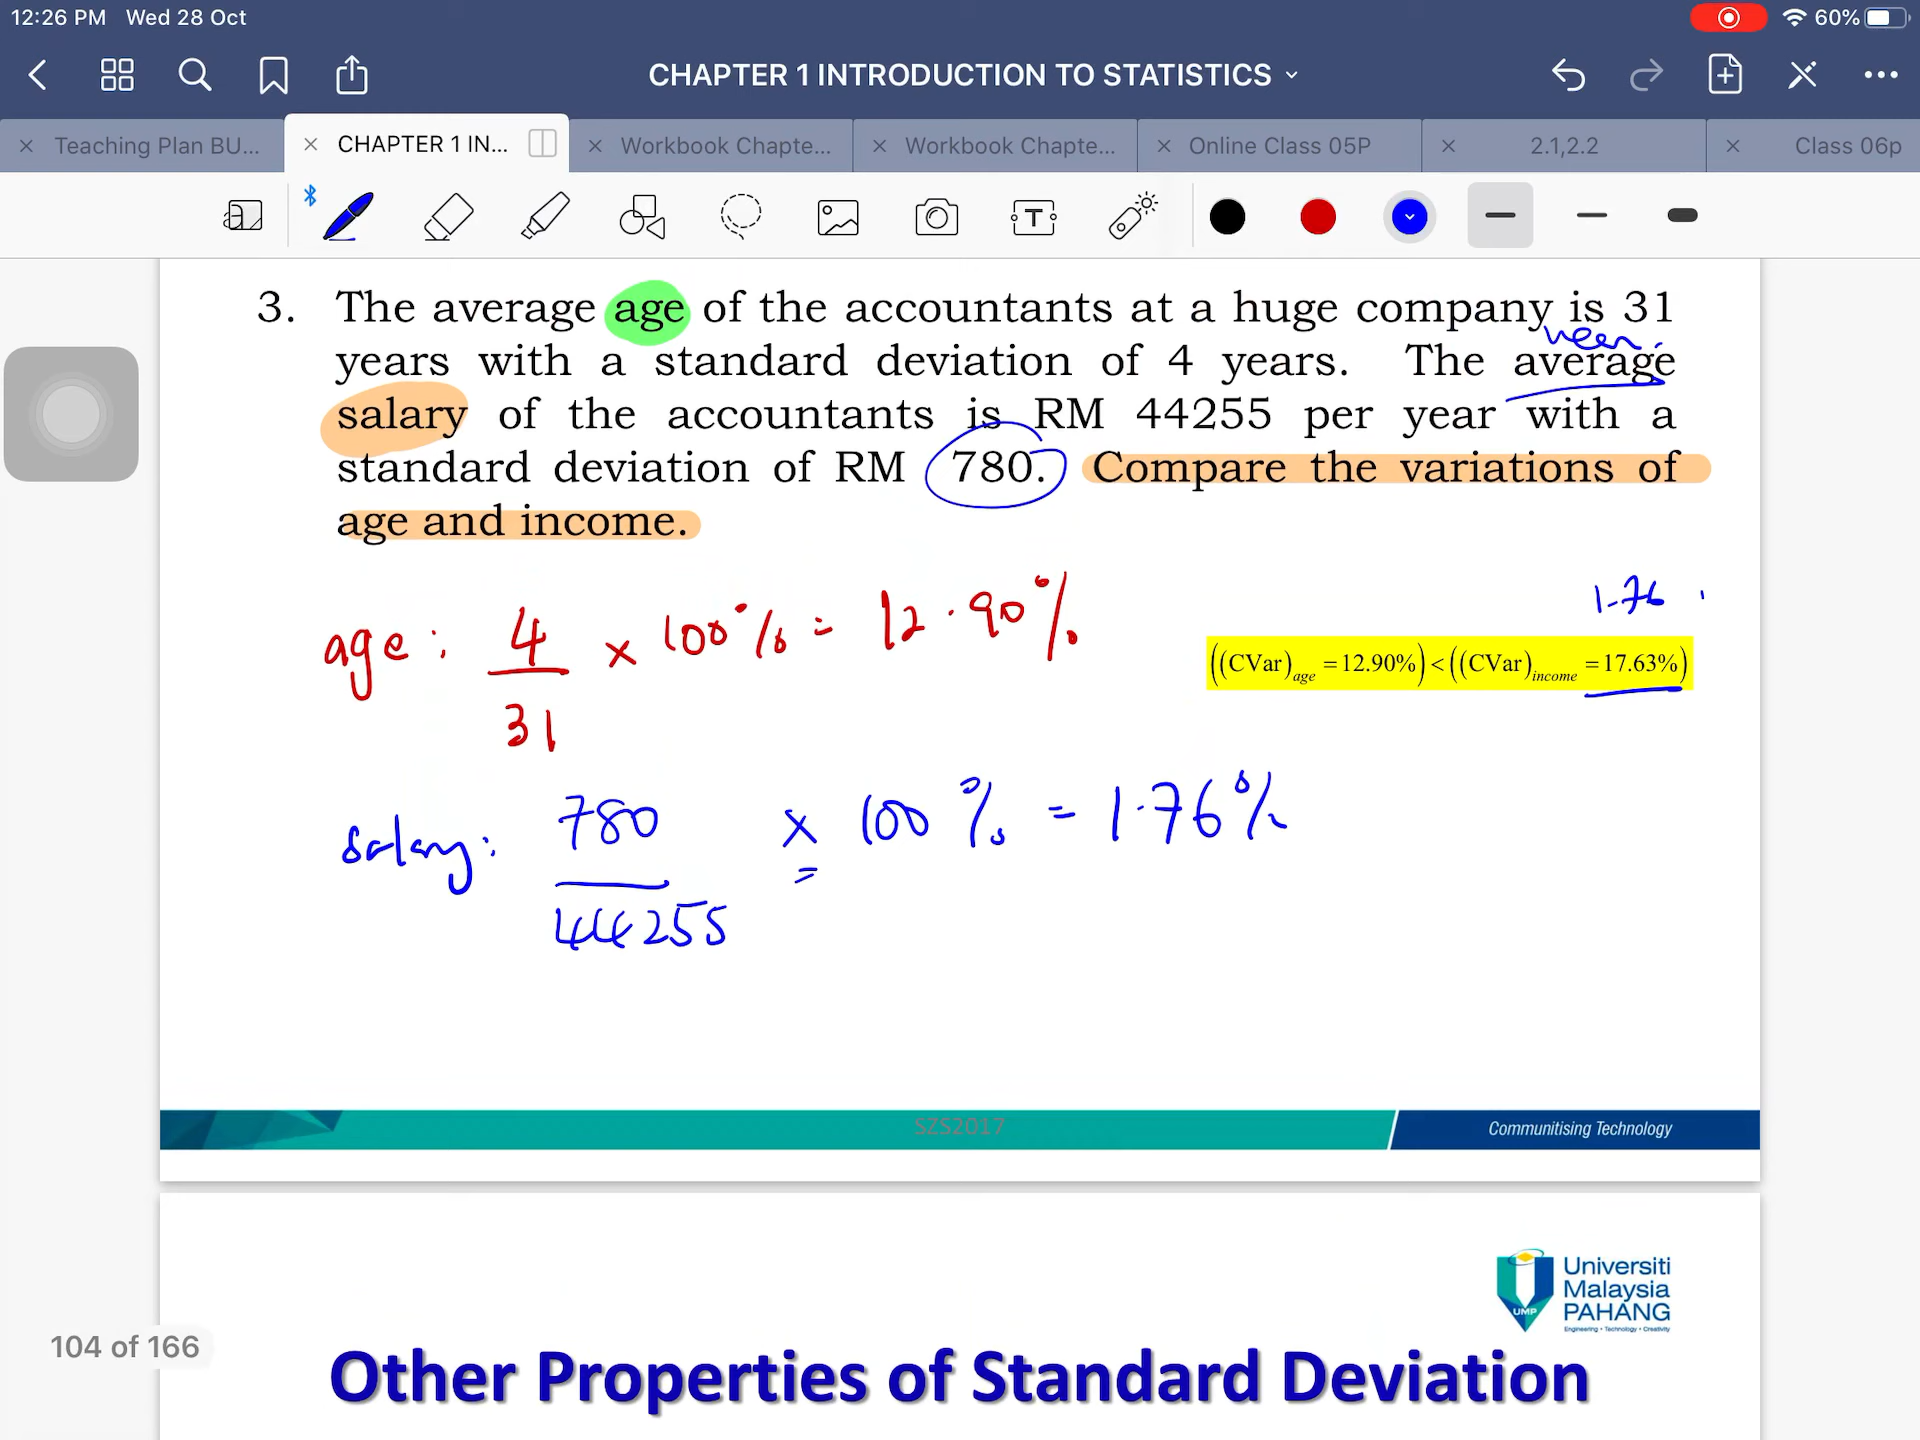 12:26 PM Wed 28 Oct
60%
CHAPTER 1 INTRODUCTION TO STATISTICS
Teaching Plan BU...
CHAPTER 1 IN...
Workbook Chapte...
Workbook Chapte...
Online Class 05P
2.1,2.2
Class 06p
T
3. The average age of the accountants at a huge company is 31
years with a standard deviation of 4 years. The average
salary of the accountants is RM 44255 per year with a
standard deviation of RM 780. Compare the variations of
age and income.
1.76
age: 4/31 x 100% = 12.90%
((CVar)age =12.90%) < ((CVar)income =17.63%)
Salary: 780/44255 x 100% = 1.76%
SZS2017
Communitising Technology
Universiti
Malaysia
PAHANG
UMP
Engineering • Technology • Creativity
104 of 166
Other Properties of Standard Deviation